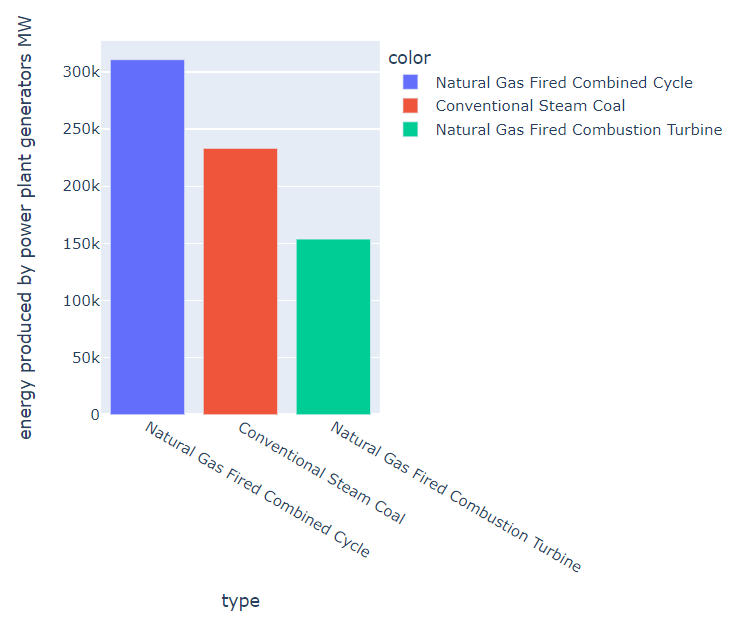 energy produced by power plant generators MW
300k
250k
200k
150k
100k
50k
0
Natural Gas Fired Combined Cycle
Conventional Steam Coal
Natural Gas Fired Combustion Turbine
type
color
Natural Gas Fired Combined Cycle
Conventional Steam Coal
Natural Gas Fired Combustion Turbine